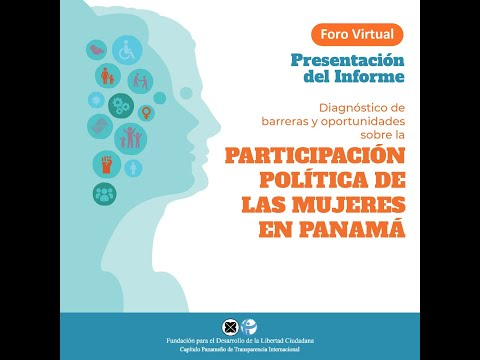 Foro Virtual
Presentación
del Informe
Diagnóstico de
barreras y oportunidades
sobre la
PARTICIPACIÓN
POLÍTICA DE
LAS MUJERES
EN PANAMÁ
Fundación para el Desarrollo de la Libertad Ciudadana
Capítulo Panameño de Transparencia Internacional